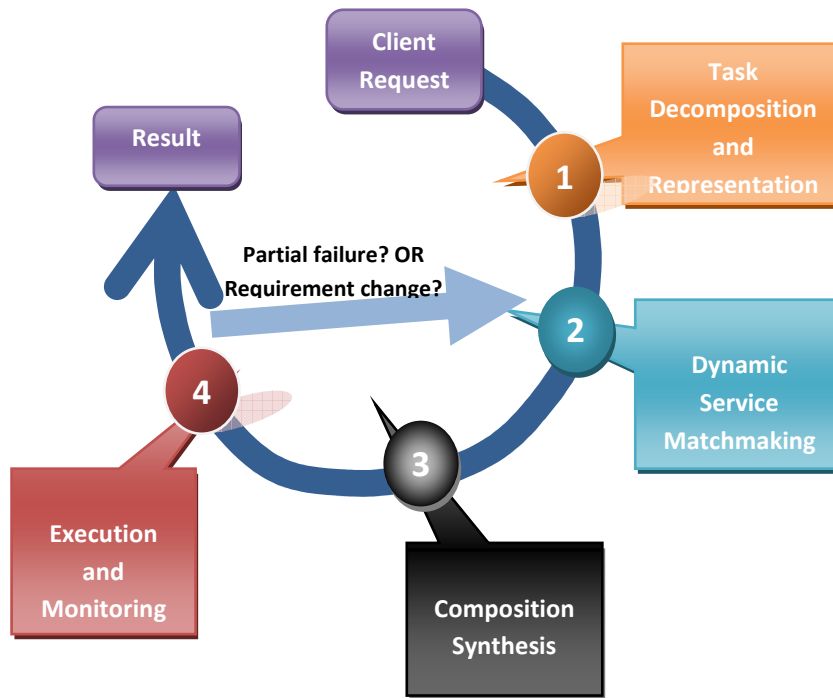 Client
Request
Task
Decomposition
and
Representation
1
Result
Partial failure? OR
Requirement change?
2
Dynamic
Service
Matchmaking
4
3
Execution
and
Monitoring
Composition
Synthesis